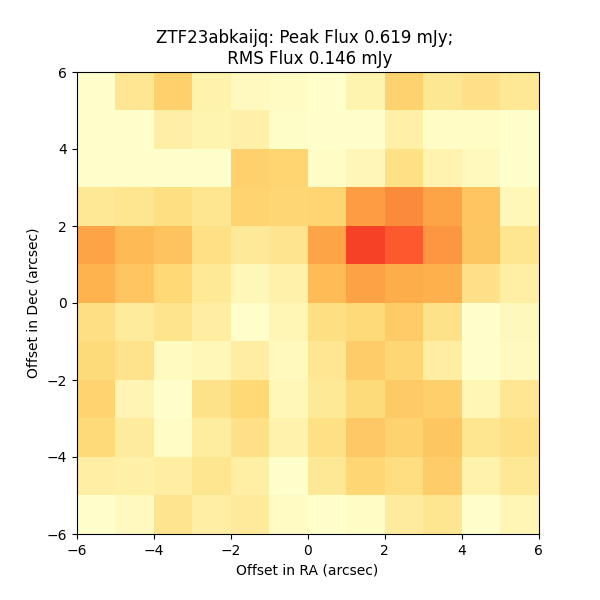 ZTF23abkaijq: Peak Flux 0.619 mJy;
RMS Flux 0.146 mJy
6
4
2
0
−2
−4
−6
Offset in Dec (arcsec)
−6 −4 −2 0 2 4 6
Offset in RA (arcsec)